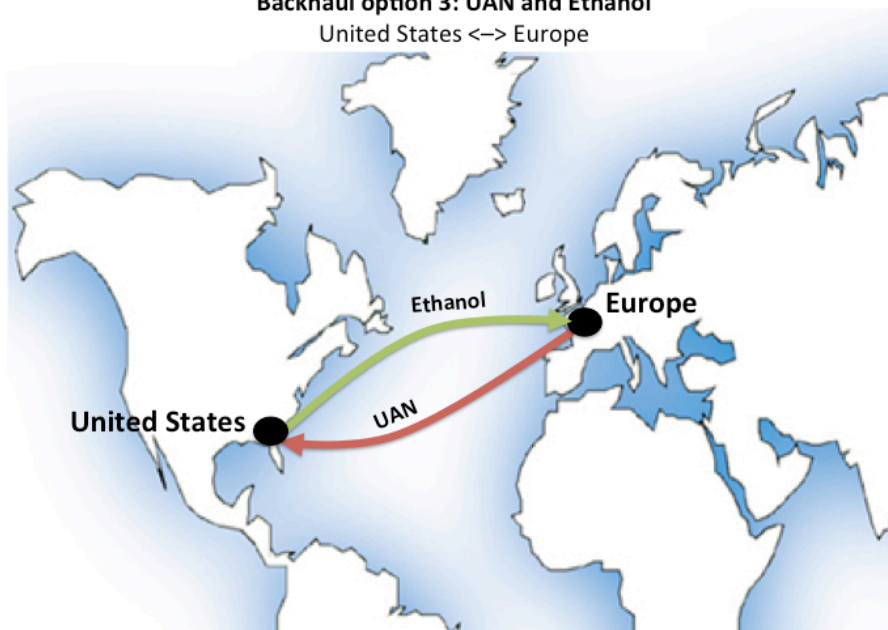 Backhaul option 3: UAN and Ethanol
United States <–> Europe
Ethanol
Europe
UAN
United States